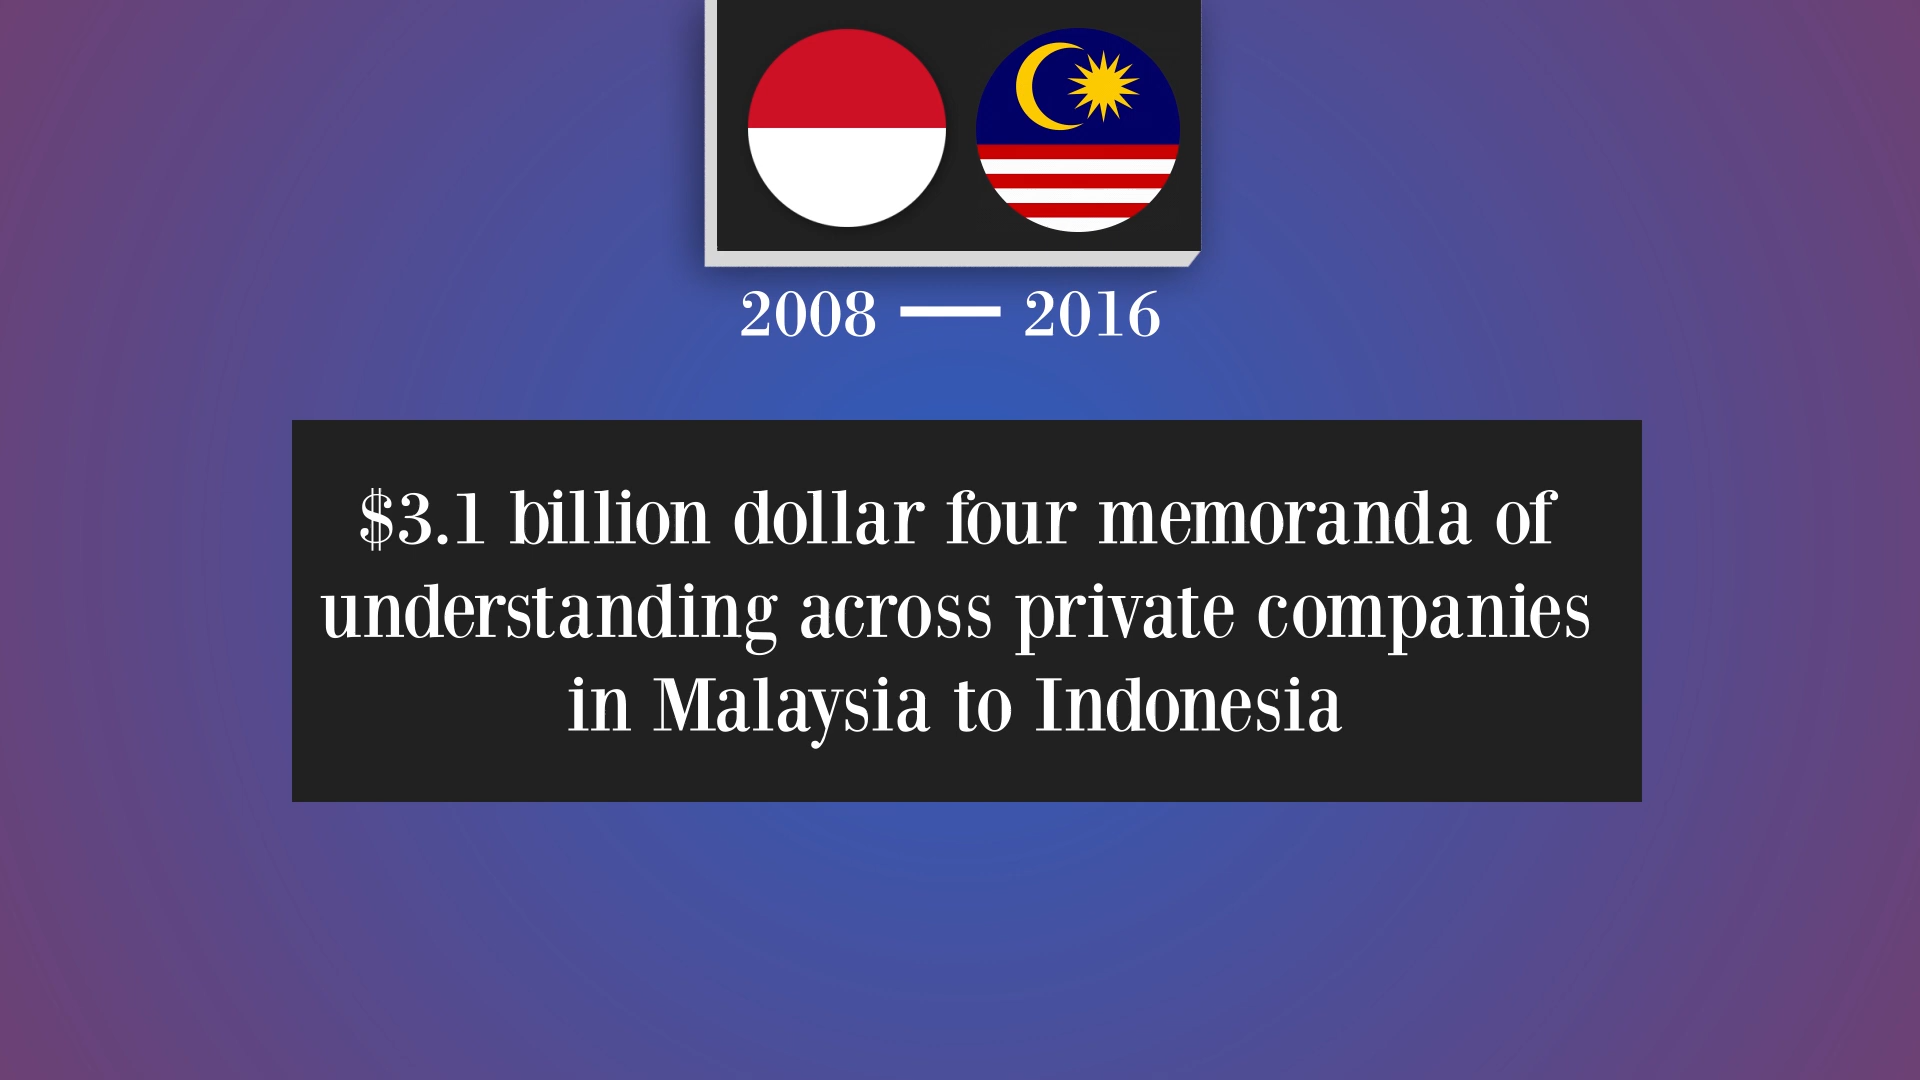 2008 — 2016
$3.1 billion dollar four memoranda of
understanding across private companies
in Malaysia to Indonesia